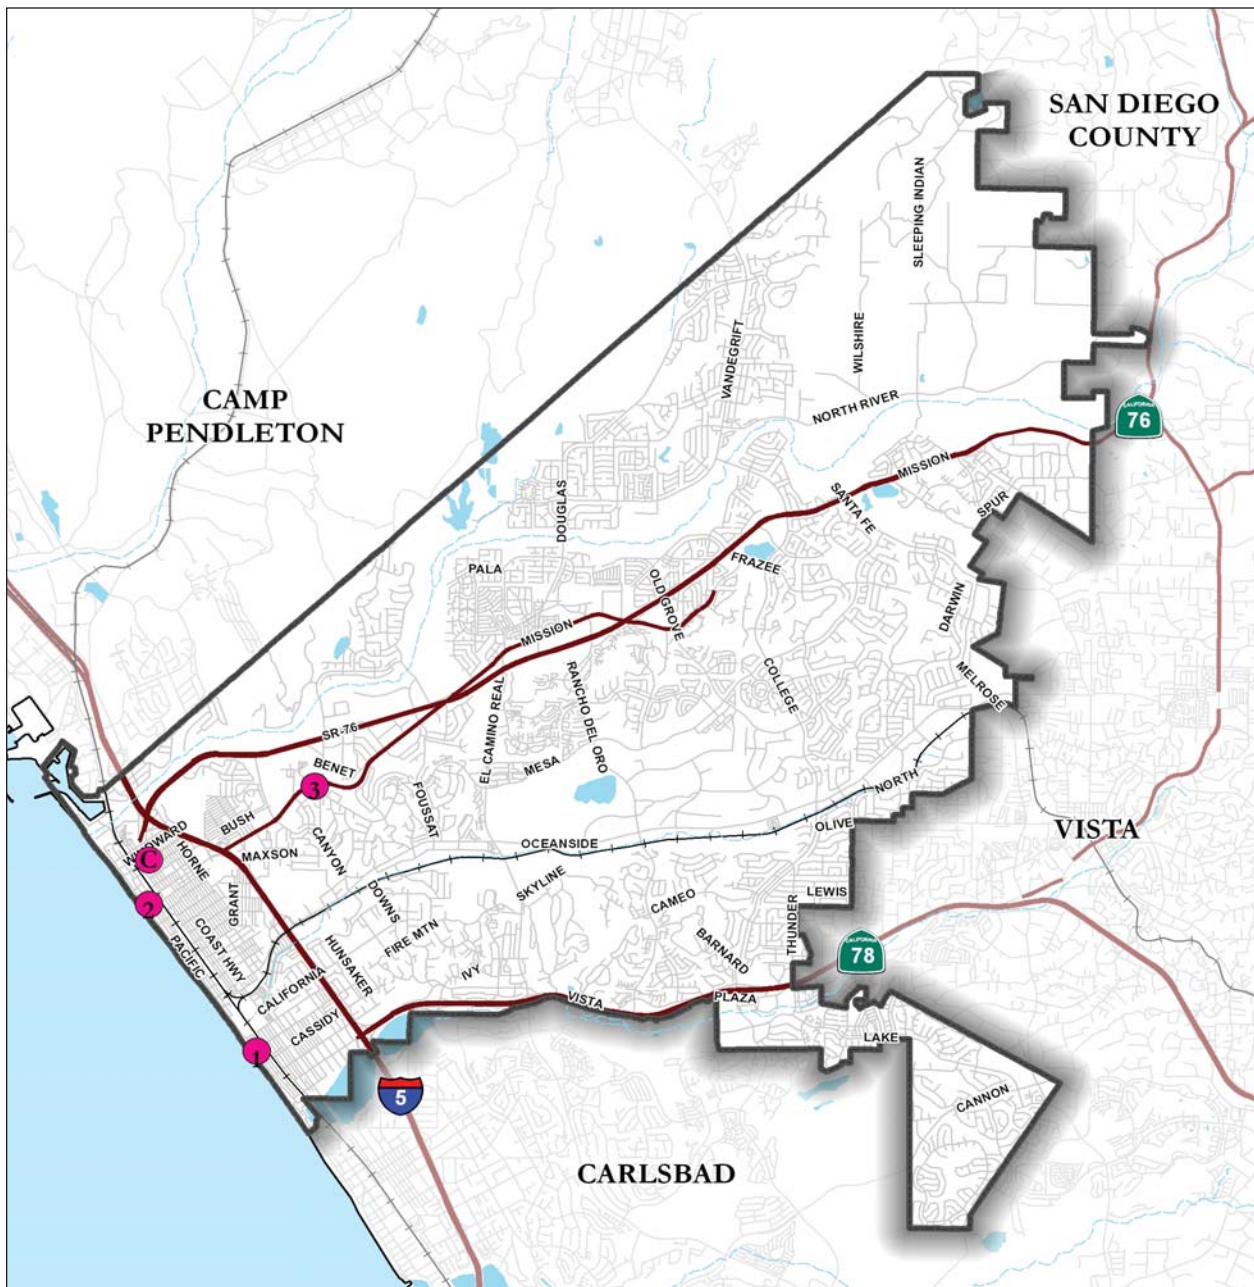 SAN DIEGO
COUNTY
SLEEPING INDIAN
WILSHIRE
VANDEGRIFT
CAMP
PENDLETON
NORTH RIVER
CALIFORNIA
76
MISSION
SANTA FE
SPUR
DOUGLAS
FRAZEE
PALA
OLD GROVE
DARWIN
MISSION
MELROSE
COLLEGE
RANCHO DEL ORO
EL CAMINO REAL
SR-76
BENET
MESA
3
FOUSSAT
NORTH
BUSH
OLIVE
VISTA
WINDWARD
HORNE
MAXSON
CANYON
OCEANSIDE
C
SKYLINE
DOWNS
LEWIS
CAMEO
GRANT
2
THUNDER
COAST HWY
FIRE MTN
BARNARD
PACIFIC
HUNSAKER
CALIFORNIA
78
IVY
CALIFORNIA
VISTA
PLAZA
CASSIDY
LAKE
1
5
CANNON
CARLSBAD